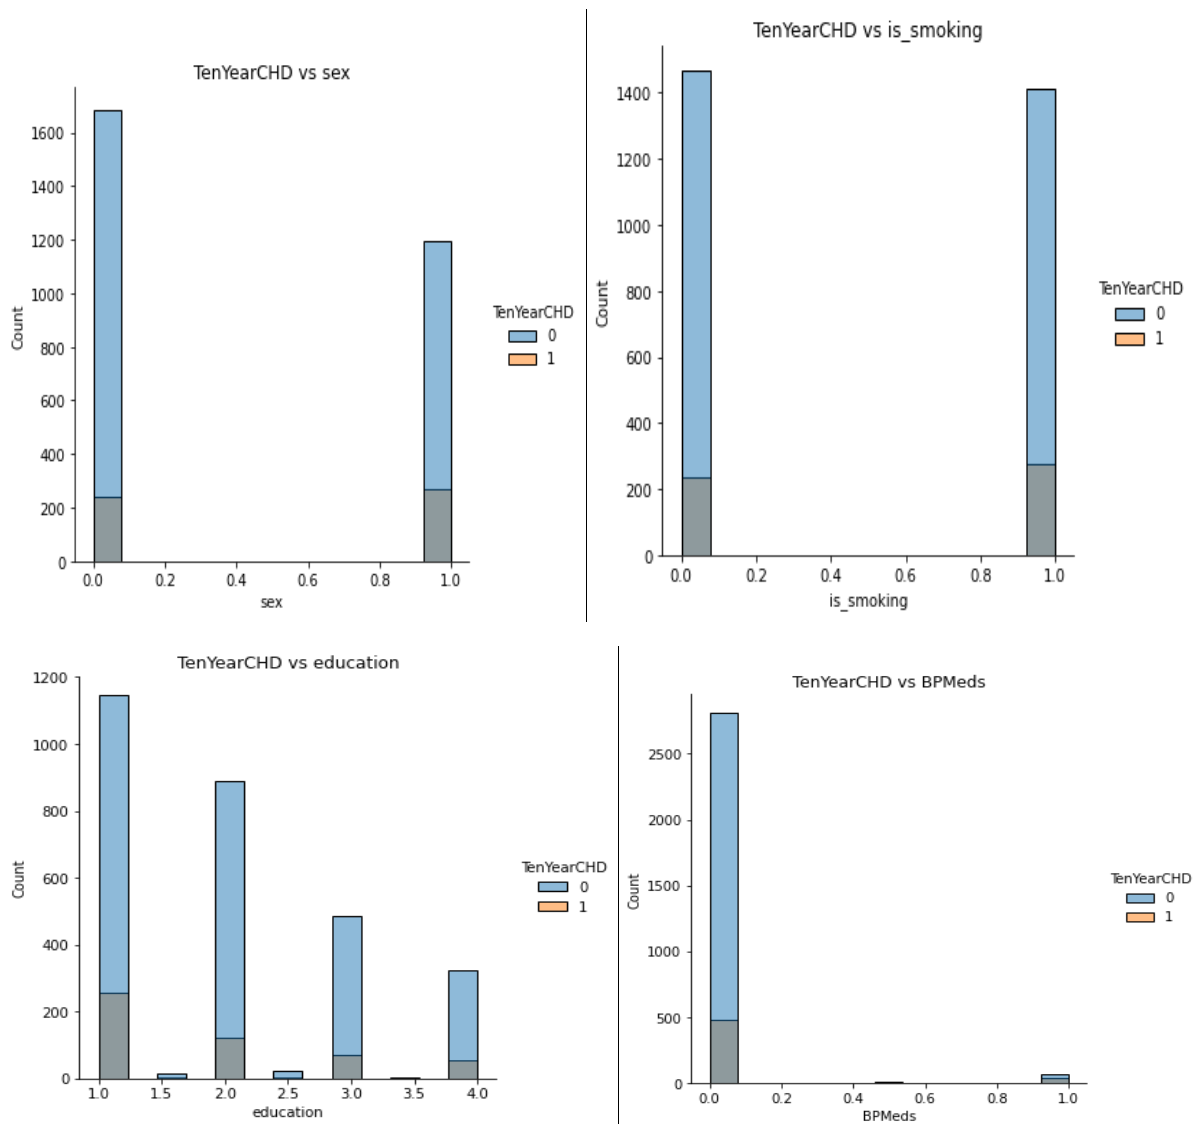 TenYearCHD vs sex
1600
1400
1200
1000
800
600
400
200
0
Count
0.0 0.2 0.4 0.6 0.8 1.0
sex
TenYearCHD
0
1
TenYearCHD vs is_smoking
1400
1200
1000
800
600
400
200
0
Count
0.0 0.2 0.4 0.6 0.8 1.0
is_smoking
TenYearCHD
0
1
TenYearCHD vs education
1200
1000
800
600
400
200
0
Count
1.0 1.5 2.0 2.5 3.0 3.5 4.0
education
TenYearCHD
0
1
TenYearCHD vs BPMeds
2500
2000
1500
1000
500
0
Count
0.0 0.2 0.4 0.6 0.8 1.0
BPMeds
TenYearCHD
0
1